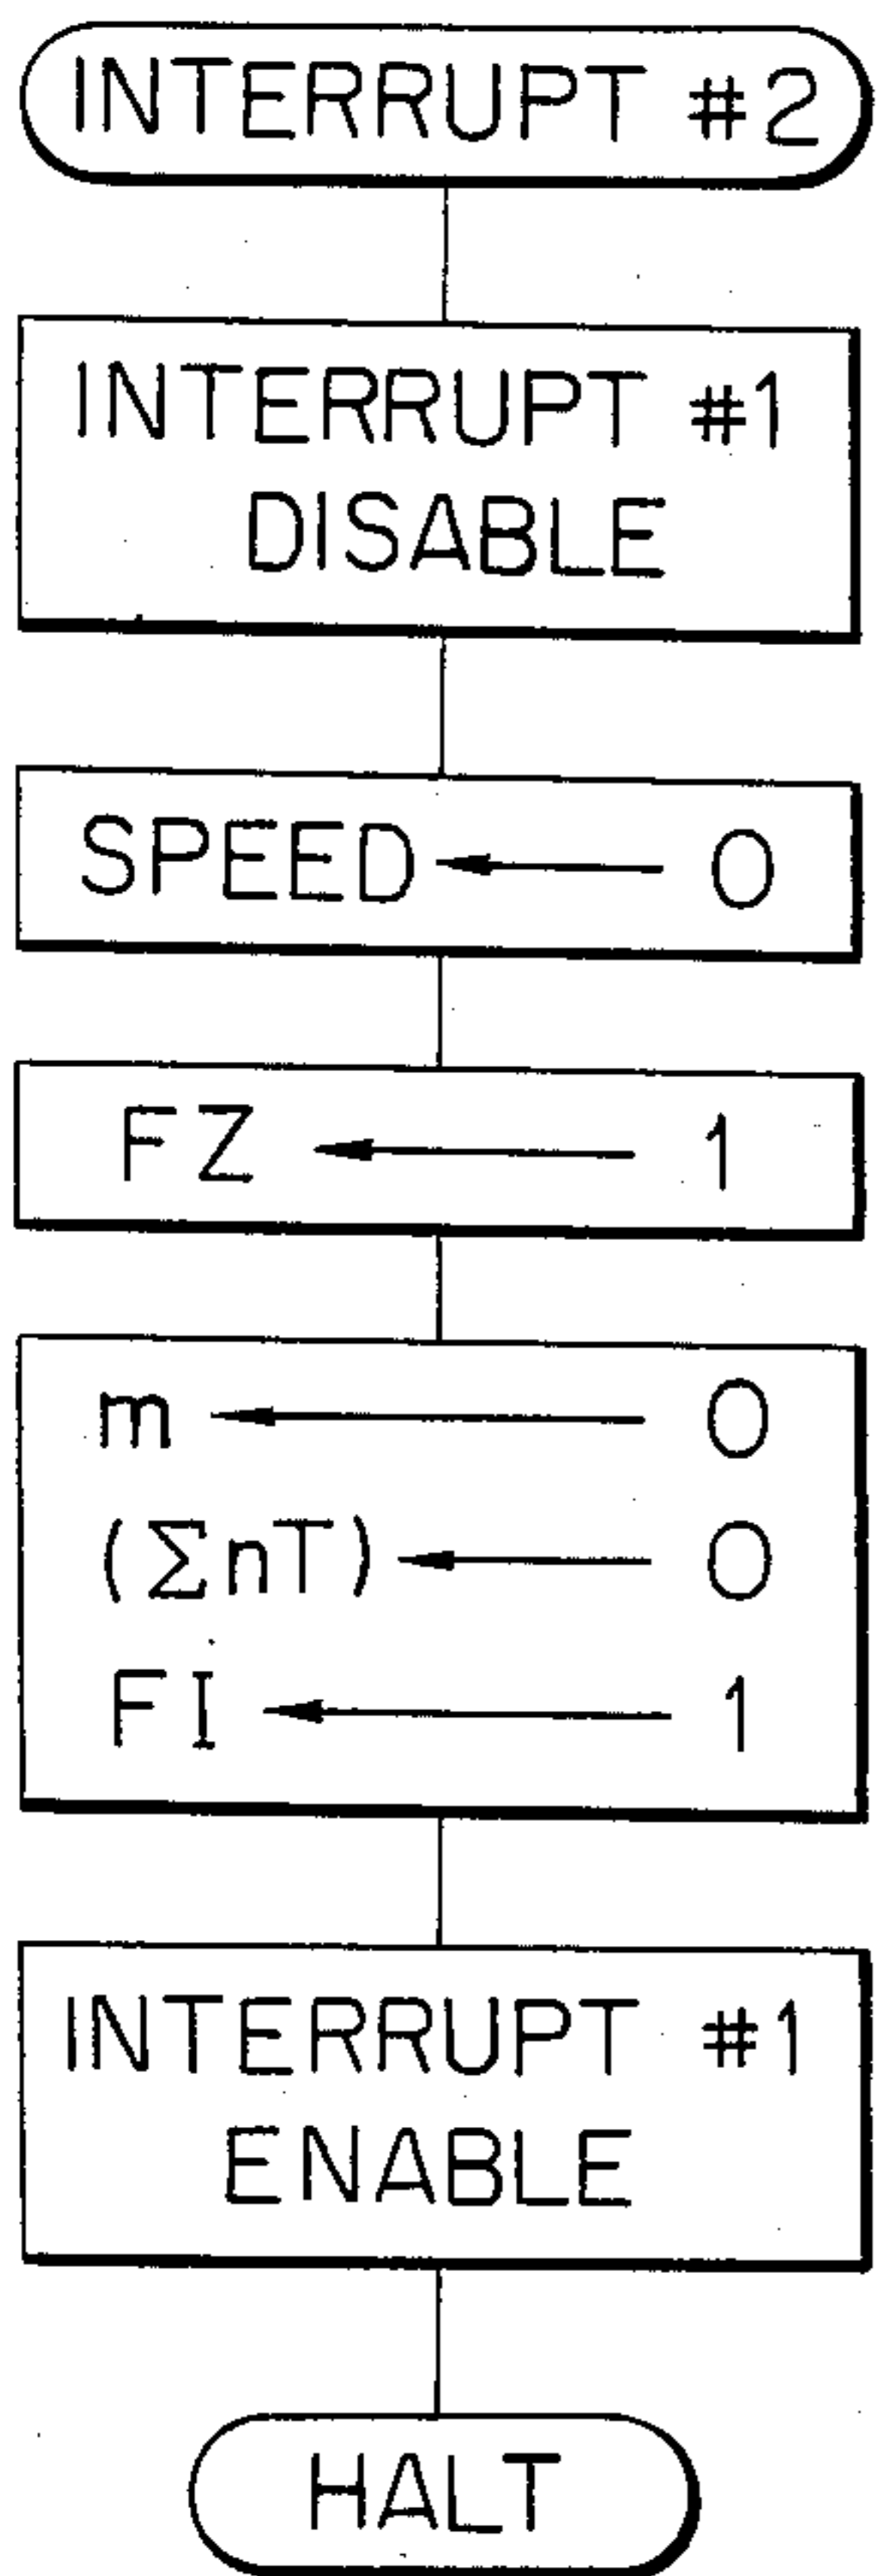 INTERRUPT #2
INTERRUPT #1
DISABLE
SPEED ← 0
FZ ← 1
m ← 0
(ΣnT) ← 0
FI ← 1
INTERRUPT #1
ENABLE
HALT